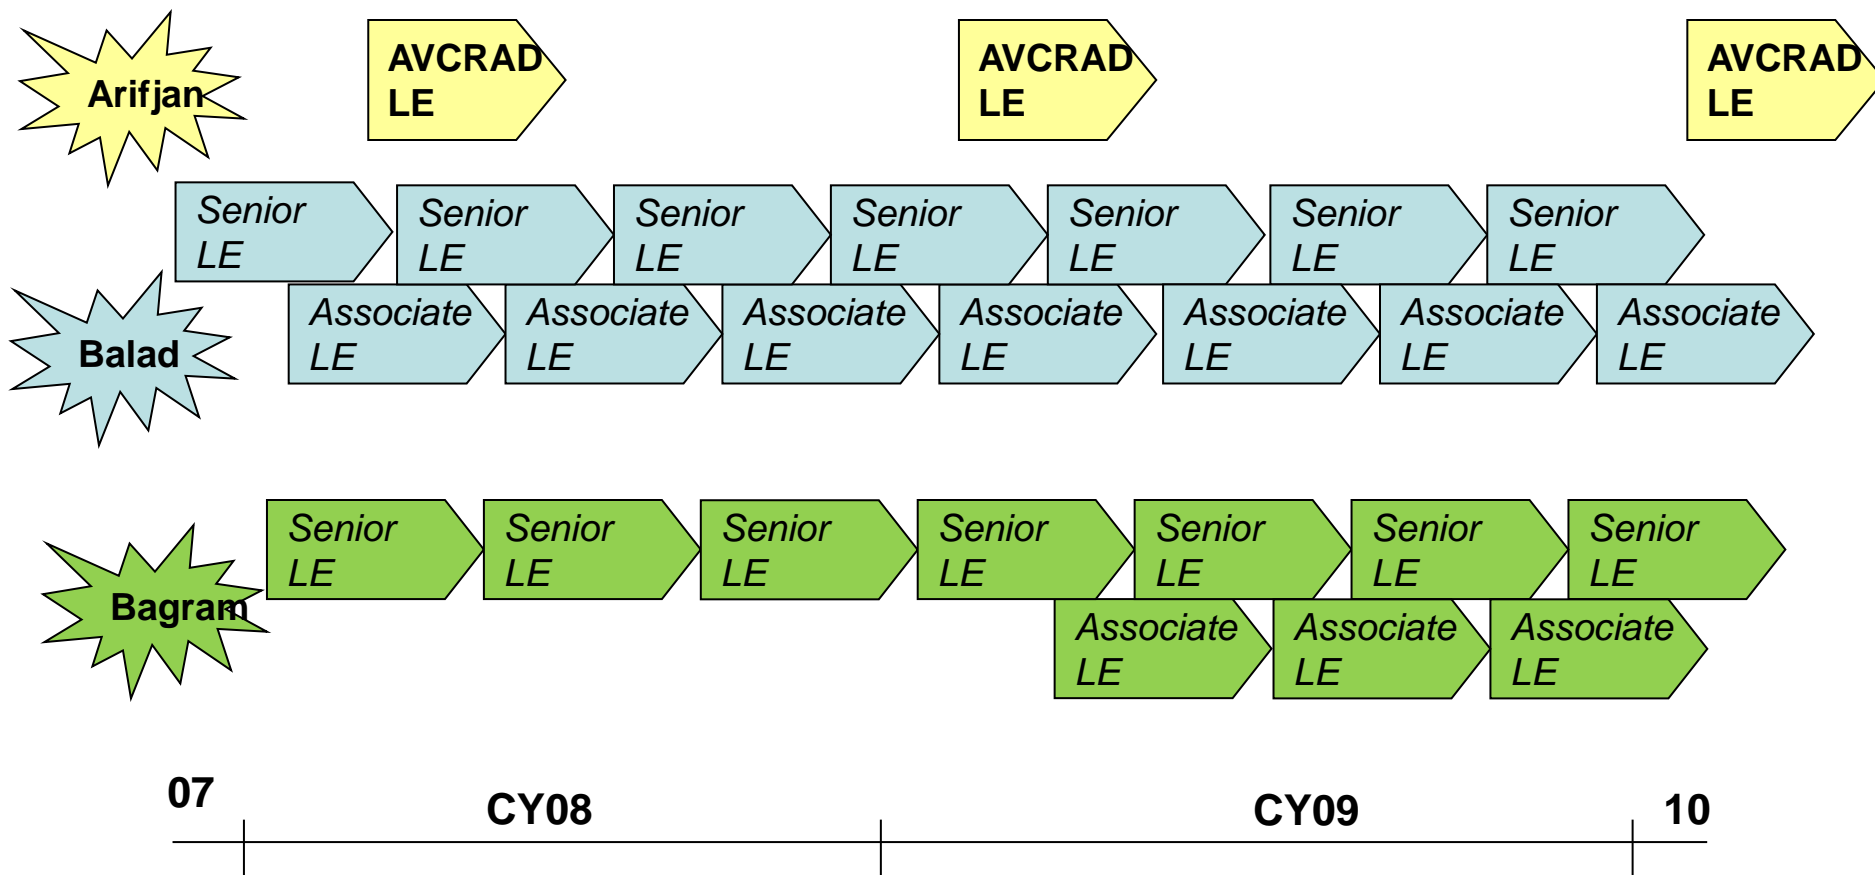 Arifjan
AVCRAD
LE
AVCRAD
LE
AVCRAD
LE
Balad
Senior
LE
Senior
LE
Senior
LE
Senior
LE
Senior
LE
Senior
LE
Senior
LE
Associate
LE
Associate
LE
Associate
LE
Associate
LE
Associate
LE
Associate
LE
Associate
LE
Bagram
Senior
LE
Senior
LE
Senior
LE
Senior
LE
Senior
LE
Senior
LE
Senior
LE
Associate
LE
Associate
LE
Associate
LE
07
CY08
CY09
10